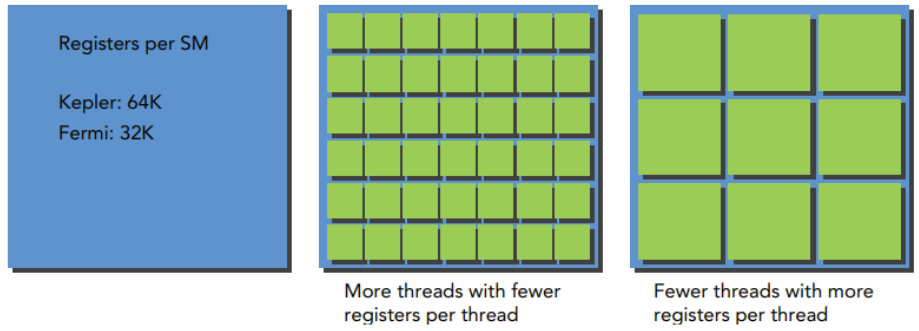 Registers per SM
Kepler: 64K
Fermi: 32K
More threads with fewer
registers per thread
Fewer threads with more
registers per thread